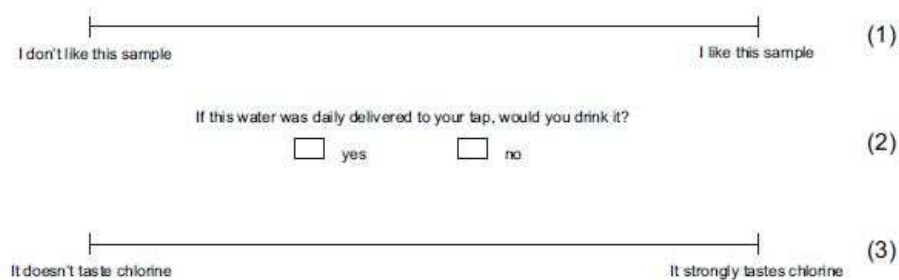 I don't like this sample
I like this sample
(1)
If this water was daily delivered to your tap, would you drink it?
yes
no
(2)
It doesn't taste chlorine
It strongly tastes chlorine
(3)